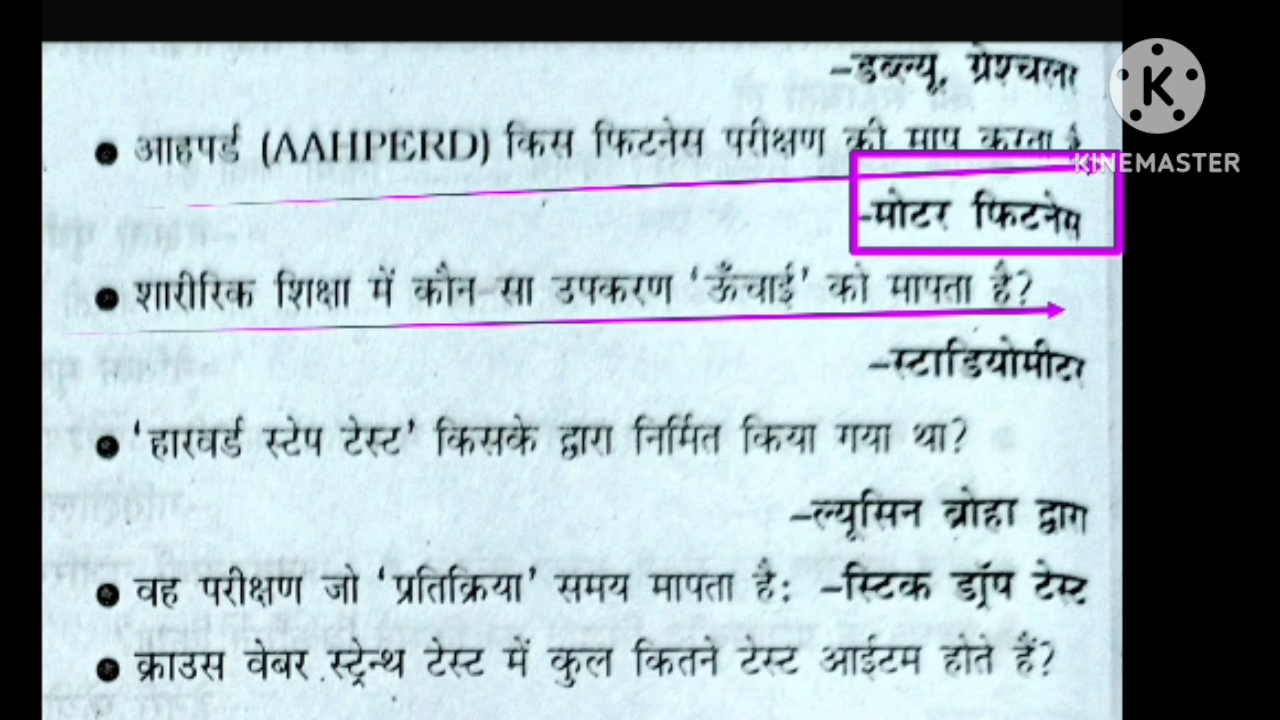 –डब्ल्यू. ग्रेश्चलर
● आहपर्ड (AAHPERD) किस फिटनेस परीक्षण की माप करता है
KINEMASTER
–मोटर फिटनेस
● शारीरिक शिक्षा में कौन-सा उपकरण ‘ऊँचाई’ को मापता है?
–स्टाडियोमीटर
● ‘हारवर्ड स्टेप टेस्ट’ किसके द्वारा निर्मित किया गया था?
–ल्यूसिन ब्रोहा द्वारा
● वह परीक्षण जो ‘प्रतिक्रिया’ समय मापता है: –स्टिक ड्रॉप टेस्ट
● क्राउस वेबर स्ट्रेन्थ टेस्ट में कुल कितने टेस्ट आईटम होते हैं?